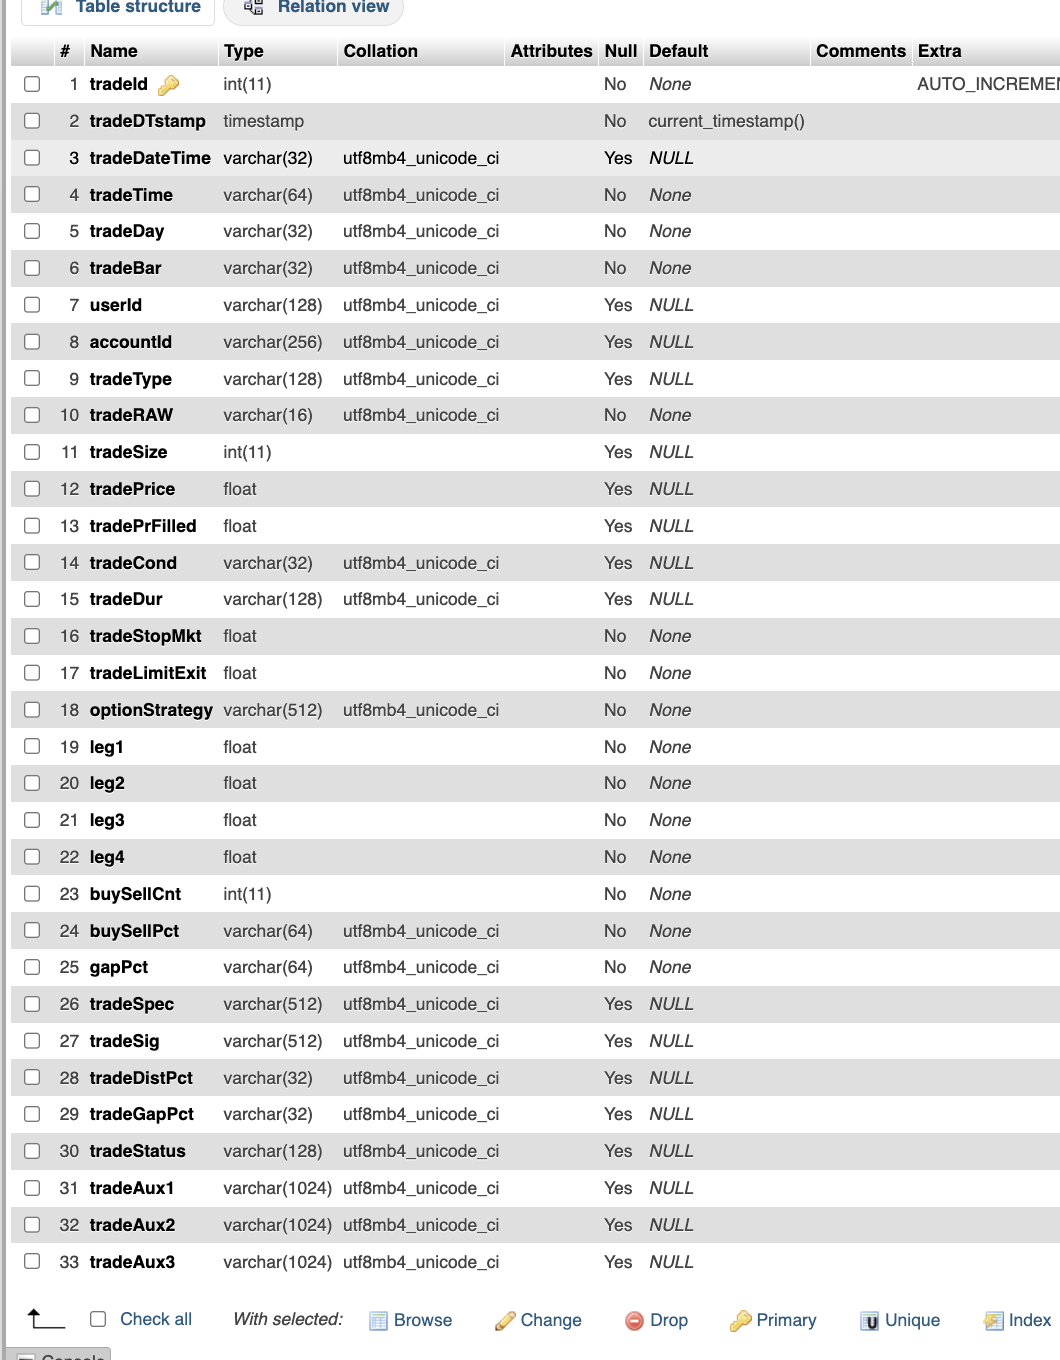 Table structure Relation view
# Name Type Collation Attributes Null Default Comments Extra
1 tradeId int(11) No None AUTO_INCREMEN
2 tradeDTstamp timestamp No current_timestamp()
3 tradeDateTime varchar(32) utf8mb4_unicode_ci Yes NULL
4 tradeTime varchar(64) utf8mb4_unicode_ci No None
5 tradeDay varchar(32) utf8mb4_unicode_ci No None
6 tradeBar varchar(32) utf8mb4_unicode_ci No None
7 userId varchar(128) utf8mb4_unicode_ci Yes NULL
8 accountId varchar(256) utf8mb4_unicode_ci Yes NULL
9 tradeType varchar(128) utf8mb4_unicode_ci Yes NULL
10 tradeRAW varchar(16) utf8mb4_unicode_ci No None
11 tradeSize int(11) Yes NULL
12 tradePrice float Yes NULL
13 tradePrFilled float Yes NULL
14 tradeCond varchar(32) utf8mb4_unicode_ci Yes NULL
15 tradeDur varchar(128) utf8mb4_unicode_ci Yes NULL
16 tradeStopMkt float No None
17 tradeLimitExit float No None
18 optionStrategy varchar(512) utf8mb4_unicode_ci No None
19 leg1 float No None
20 leg2 float No None
21 leg3 float No None
22 leg4 float No None
23 buySellCnt int(11) No None
24 buySellPct varchar(64) utf8mb4_unicode_ci No None
25 gapPct varchar(64) utf8mb4_unicode_ci No None
26 tradeSpec varchar(512) utf8mb4_unicode_ci Yes NULL
27 tradeSig varchar(512) utf8mb4_unicode_ci Yes NULL
28 tradeDistPct varchar(32) utf8mb4_unicode_ci Yes NULL
29 tradeGapPct varchar(32) utf8mb4_unicode_ci Yes NULL
30 tradeStatus varchar(128) utf8mb4_unicode_ci Yes NULL
31 tradeAux1 varchar(1024) utf8mb4_unicode_ci Yes NULL
32 tradeAux2 varchar(1024) utf8mb4_unicode_ci Yes NULL
33 tradeAux3 varchar(1024) utf8mb4_unicode_ci Yes NULL
Check all With selected: Browse Change Drop Primary Unique Index
Console